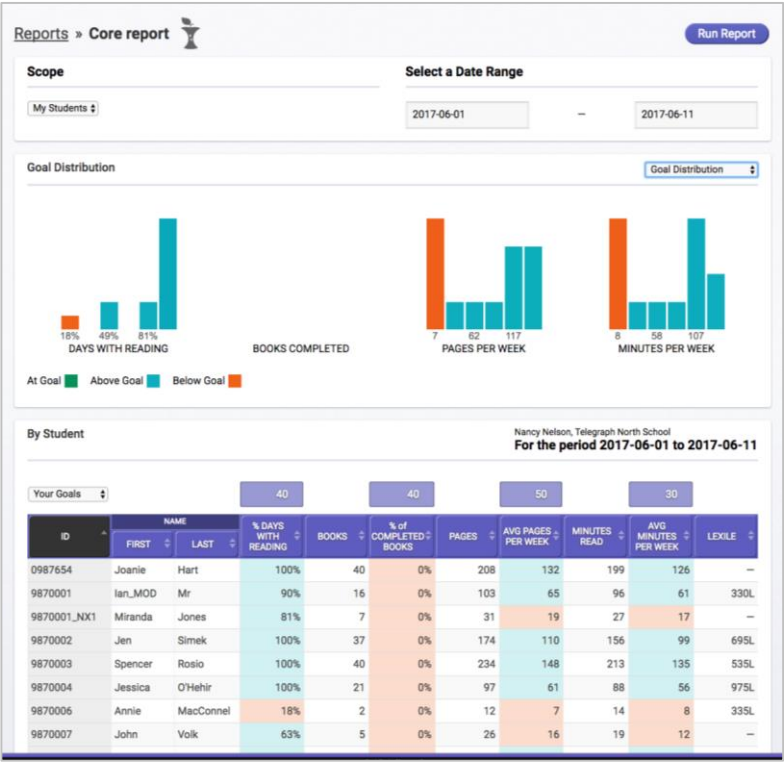 Reports » Core report
Run Report
Scope
Select a Date Range
My Students
2017-06-01 – 2017-06-11
Goal Distribution
Goal Distribution
18% 49% 81%
DAYS WITH READING
BOOKS COMPLETED
7 62 117
PAGES PER WEEK
8 58 107
MINUTES PER WEEK
At Goal Above Goal Below Goal
By Student
Nancy Nelson, Telegraph North School
For the period 2017-06-01 to 2017-06-11
Your Goals 40 40 50 30
ID NAME FIRST LAST % DAYS WITH READING BOOKS % of COMPLETED BOOKS PAGES AVG PAGES PER WEEK MINUTES READ AVG MINUTES PER WEEK LEXILE
0987654 Joanie Hart 100% 40 0% 208 132 199 126 –
9870001 Ian_MOD Mr 90% 16 0% 103 65 96 61 330L
9870001_NX1 Miranda Jones 81% 7 0% 31 19 27 17 –
9870002 Jen Simek 100% 37 0% 174 110 156 99 695L
9870003 Spencer Rosio 100% 40 0% 234 148 213 135 535L
9870004 Jessica O'Hehir 100% 21 0% 97 61 88 56 975L
9870006 Annie MacConnel 18% 2 0% 12 7 14 8 335L
9870007 John Volk 63% 5 0% 26 16 19 12 –